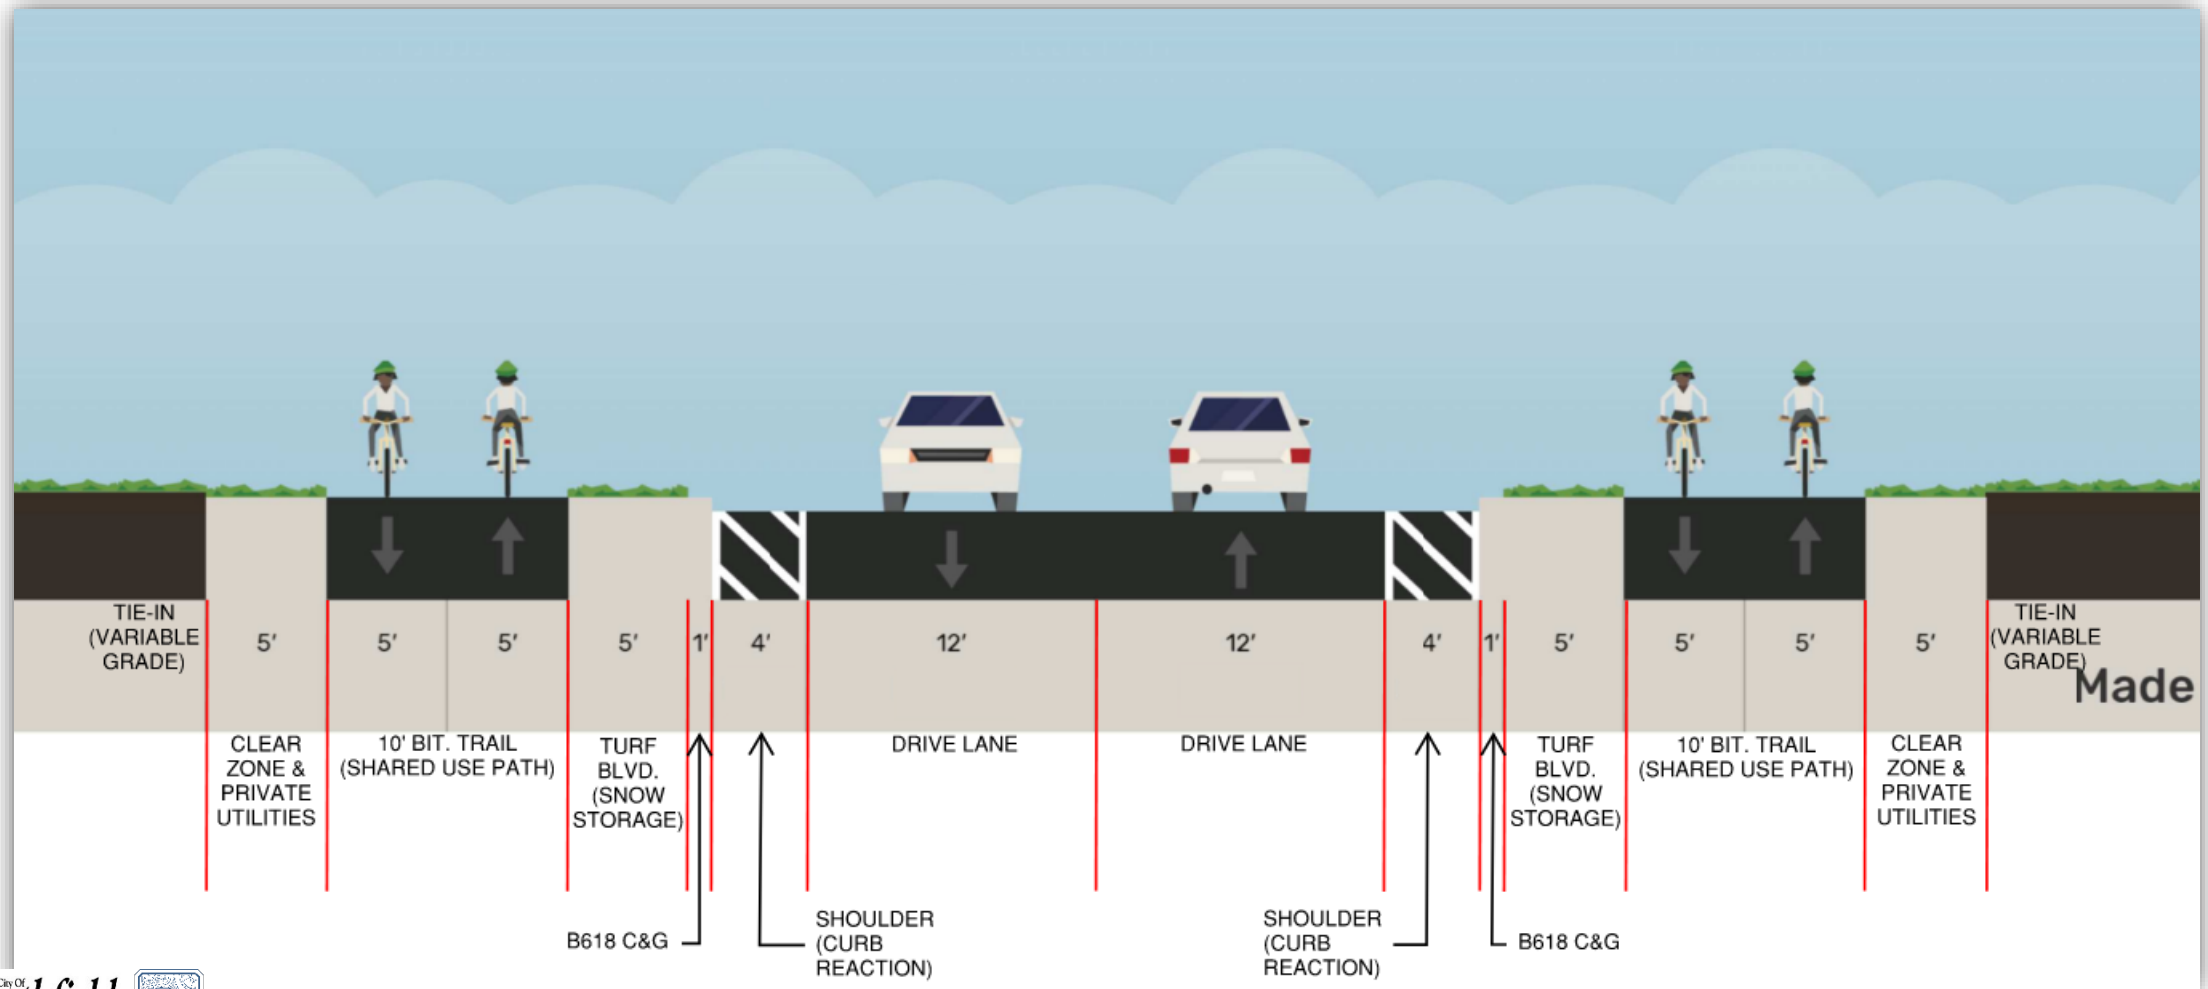 TIE-IN
(VARIABLE
GRADE)
5'
5'
5'
5'
1'
4'
12'
12'
4'
1'
5'
5'
5'
5'
TIE-IN
(VARIABLE
GRADE)
Made
CLEAR
ZONE &
PRIVATE
UTILITIES
10' BIT. TRAIL
(SHARED USE PATH)
TURF
BLVD.
(SNOW
STORAGE)
DRIVE LANE
DRIVE LANE
TURF
BLVD.
(SNOW
STORAGE)
10' BIT. TRAIL
(SHARED USE PATH)
CLEAR
ZONE &
PRIVATE
UTILITIES
B618 C&G
SHOULDER
(CURB
REACTION)
SHOULDER
(CURB
REACTION)
B618 C&G
City Of